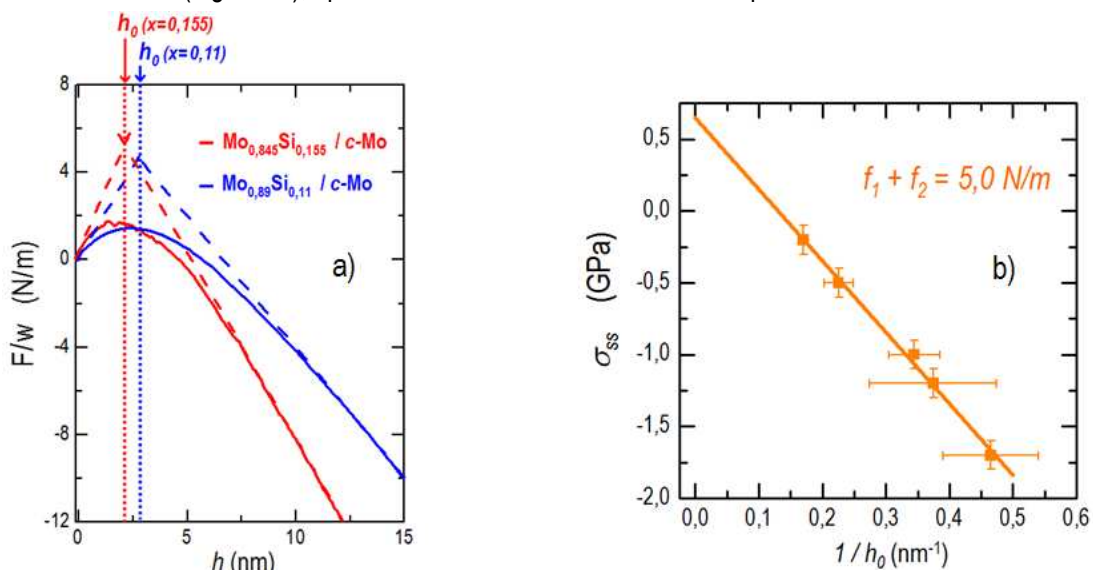 h₀ (x=0,155)
h₀ (x=0,11)
8
4
0
-4
-8
-12
F/w (N/m)
Mo₀,₈₄₅Si₀,₁₅₅ / c-Mo
Mo₀,₈₉Si₀,₁₁ / c-Mo
a)
0
5
10
15
h (nm)
0,5
0,0
-0,5
-1,0
-1,5
-2,0
σss (GPa)
f₁ + f₂ = 5,0 N/m
b)
0,0
0,1
0,2
0,3
0,4
0,5
0,6
1 / h₀ (nm⁻¹)